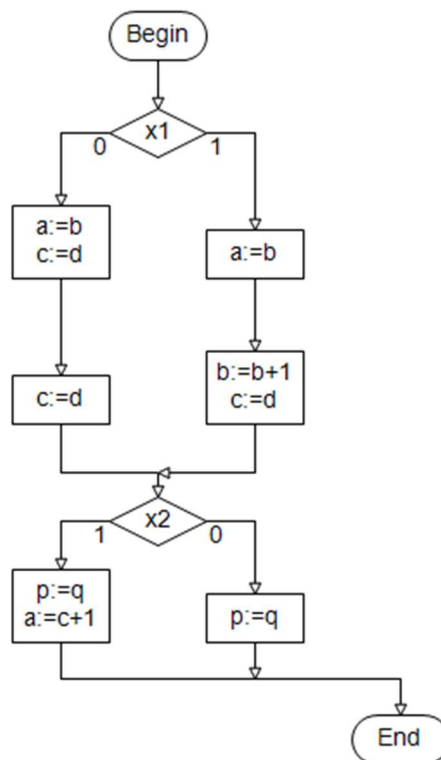 Begin
x1
0
1
a:=b
c:=d
a:=b
c:=d
b:=b+1
c:=d
x2
1
0
p:=q
a:=c+1
p:=q
End